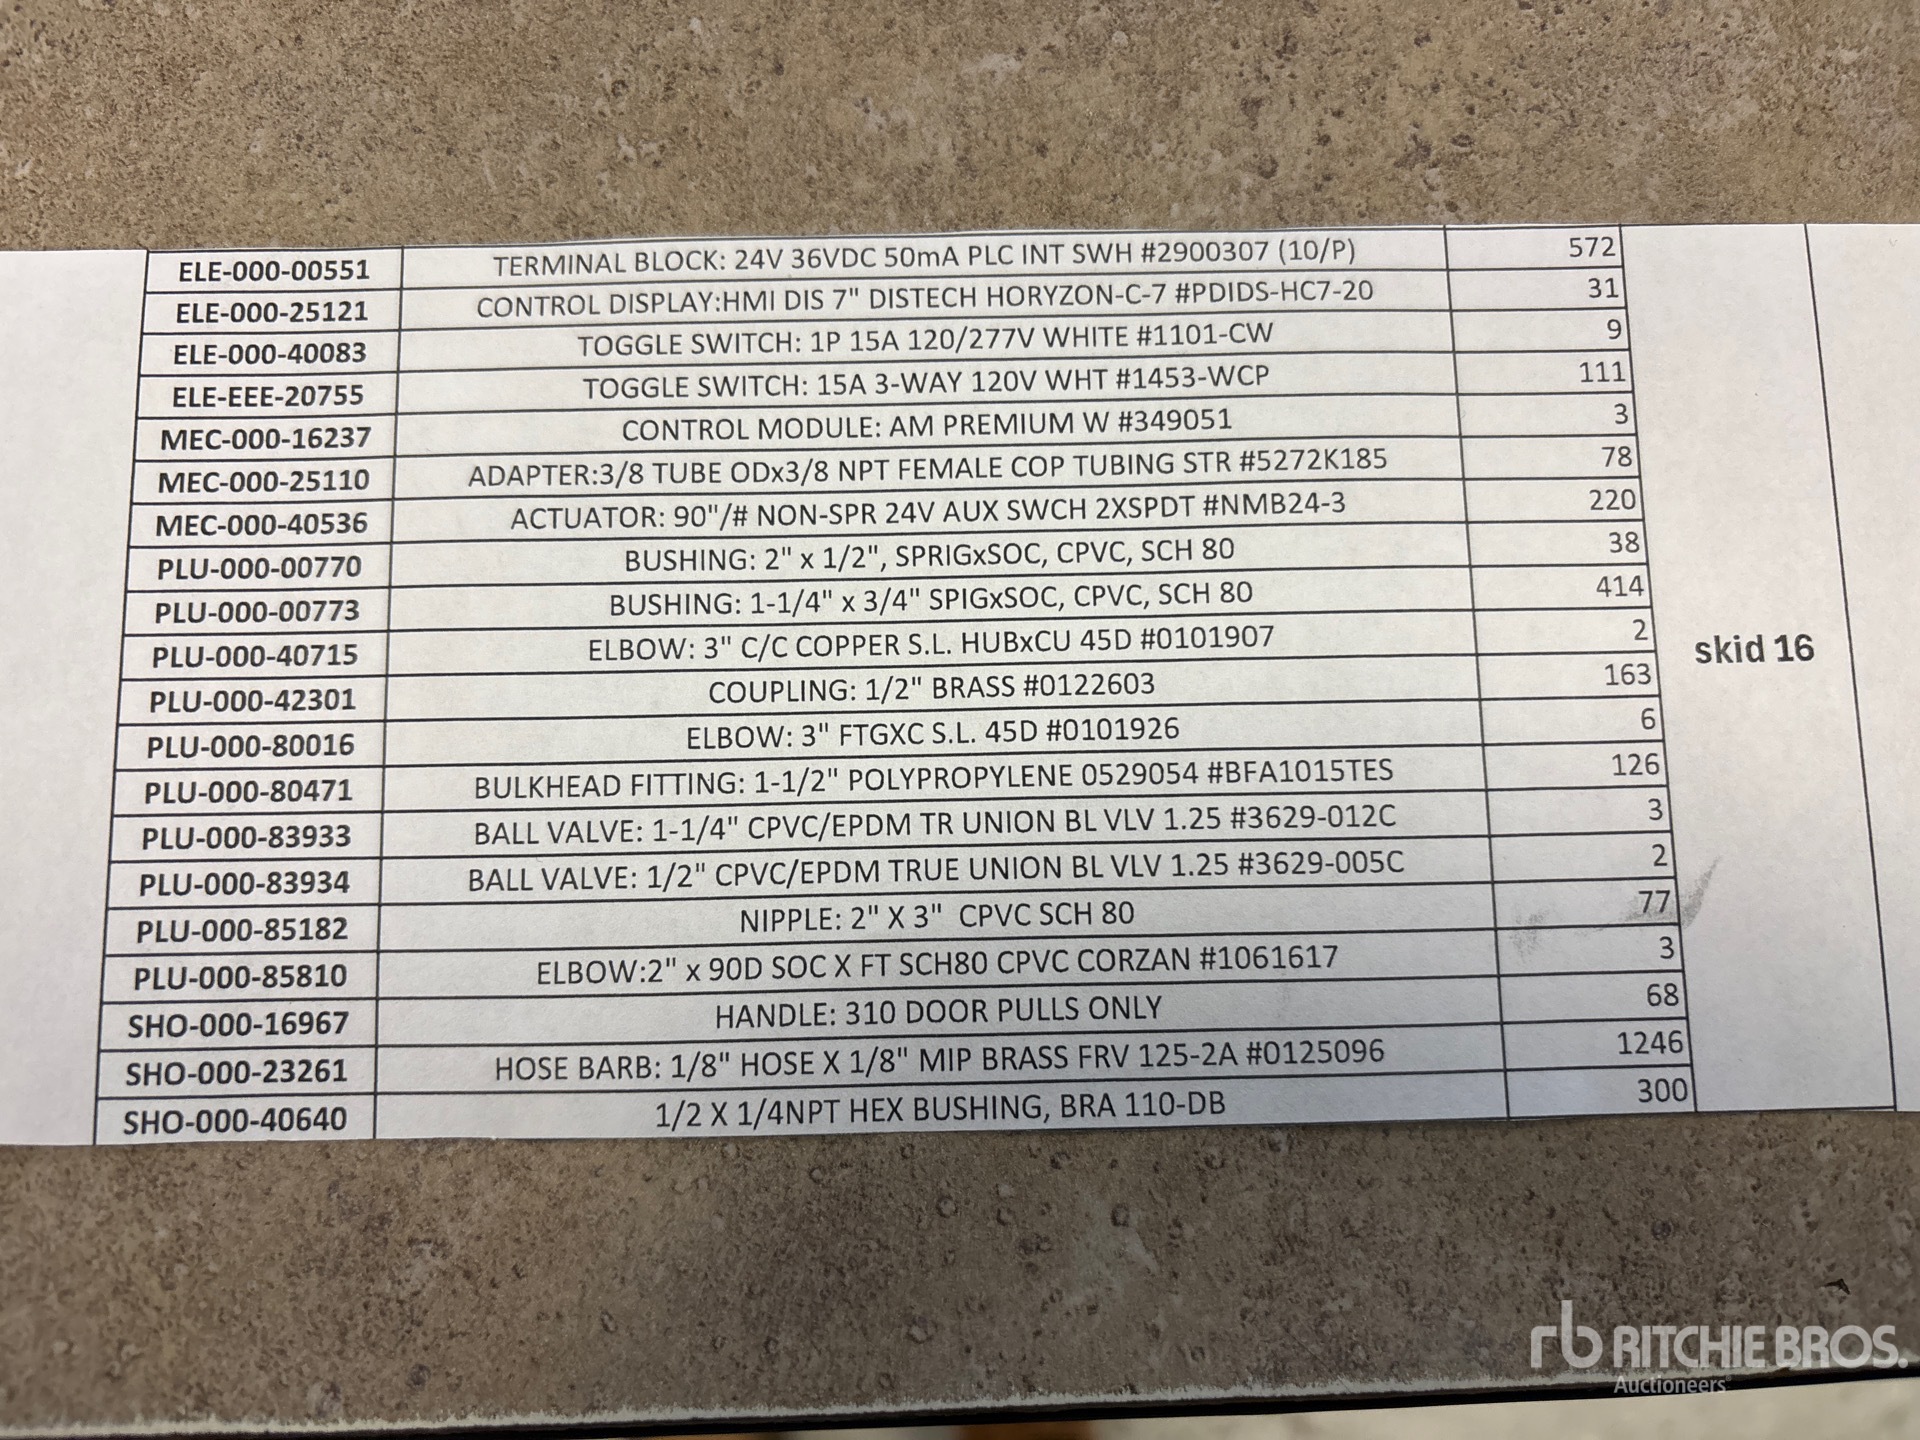 ELE-000-00551 TERMINAL BLOCK: 24V 36VDC 50mA PLC INT SWH #2900307 (10/P) 572
ELE-000-25121 CONTROL DISPLAY:HMI DIS 7" DISTECH HORYZON-C-7 #PDIDS-HC7-20 31
ELE-000-40083 TOGGLE SWITCH: 1P 15A 120/277V WHITE #1101-CW 9
ELE-EEE-20755 TOGGLE SWITCH: 15A 3-WAY 120V WHT #1453-WCP 111
MEC-000-16237 CONTROL MODULE: AM PREMIUM W #349051 3
MEC-000-25110 ADAPTER:3/8 TUBE ODx3/8 NPT FEMALE COP TUBING STR #5272K185 78
MEC-000-40536 ACTUATOR: 90"/# NON-SPR 24V AUX SWCH 2XSPDT #NMB24-3 220
PLU-000-00770 BUSHING: 2" x 1/2", SPRIGxSOC, CPVC, SCH 80 38
PLU-000-00773 BUSHING: 1-1/4" x 3/4" SPIGxSOC, CPVC, SCH 80 414
PLU-000-40715 ELBOW: 3" C/C COPPER S.L. HUBxCU 45D #0101907 2
skid 16
PLU-000-42301 COUPLING: 1/2" BRASS #0122603 163
PLU-000-80016 ELBOW: 3" FTGXC S.L. 45D #0101926 6
PLU-000-80471 BULKHEAD FITTING: 1-1/2" POLYPROPYLENE 0529054 #BFA1015TES 126
PLU-000-83933 BALL VALVE: 1-1/4" CPVC/EPDM TR UNION BL VLV 1.25 #3629-012C 3
PLU-000-83934 BALL VALVE: 1/2" CPVC/EPDM TRUE UNION BL VLV 1.25 #3629-005C 2
PLU-000-85182 NIPPLE: 2" X 3" CPVC SCH 80 77
PLU-000-85810 ELBOW:2" x 90D SOC X FT SCH80 CPVC CORZAN #1061617 3
SHO-000-16967 HANDLE: 310 DOOR PULLS ONLY 68
SHO-000-23261 HOSE BARB: 1/8" HOSE X 1/8" MIP BRASS FRV 125-2A #0125096 1246
SHO-000-40640 1/2 X 1/4NPT HEX BUSHING, BRA 110-DB 300
rb RITCHIE BROS.
Auctioneers